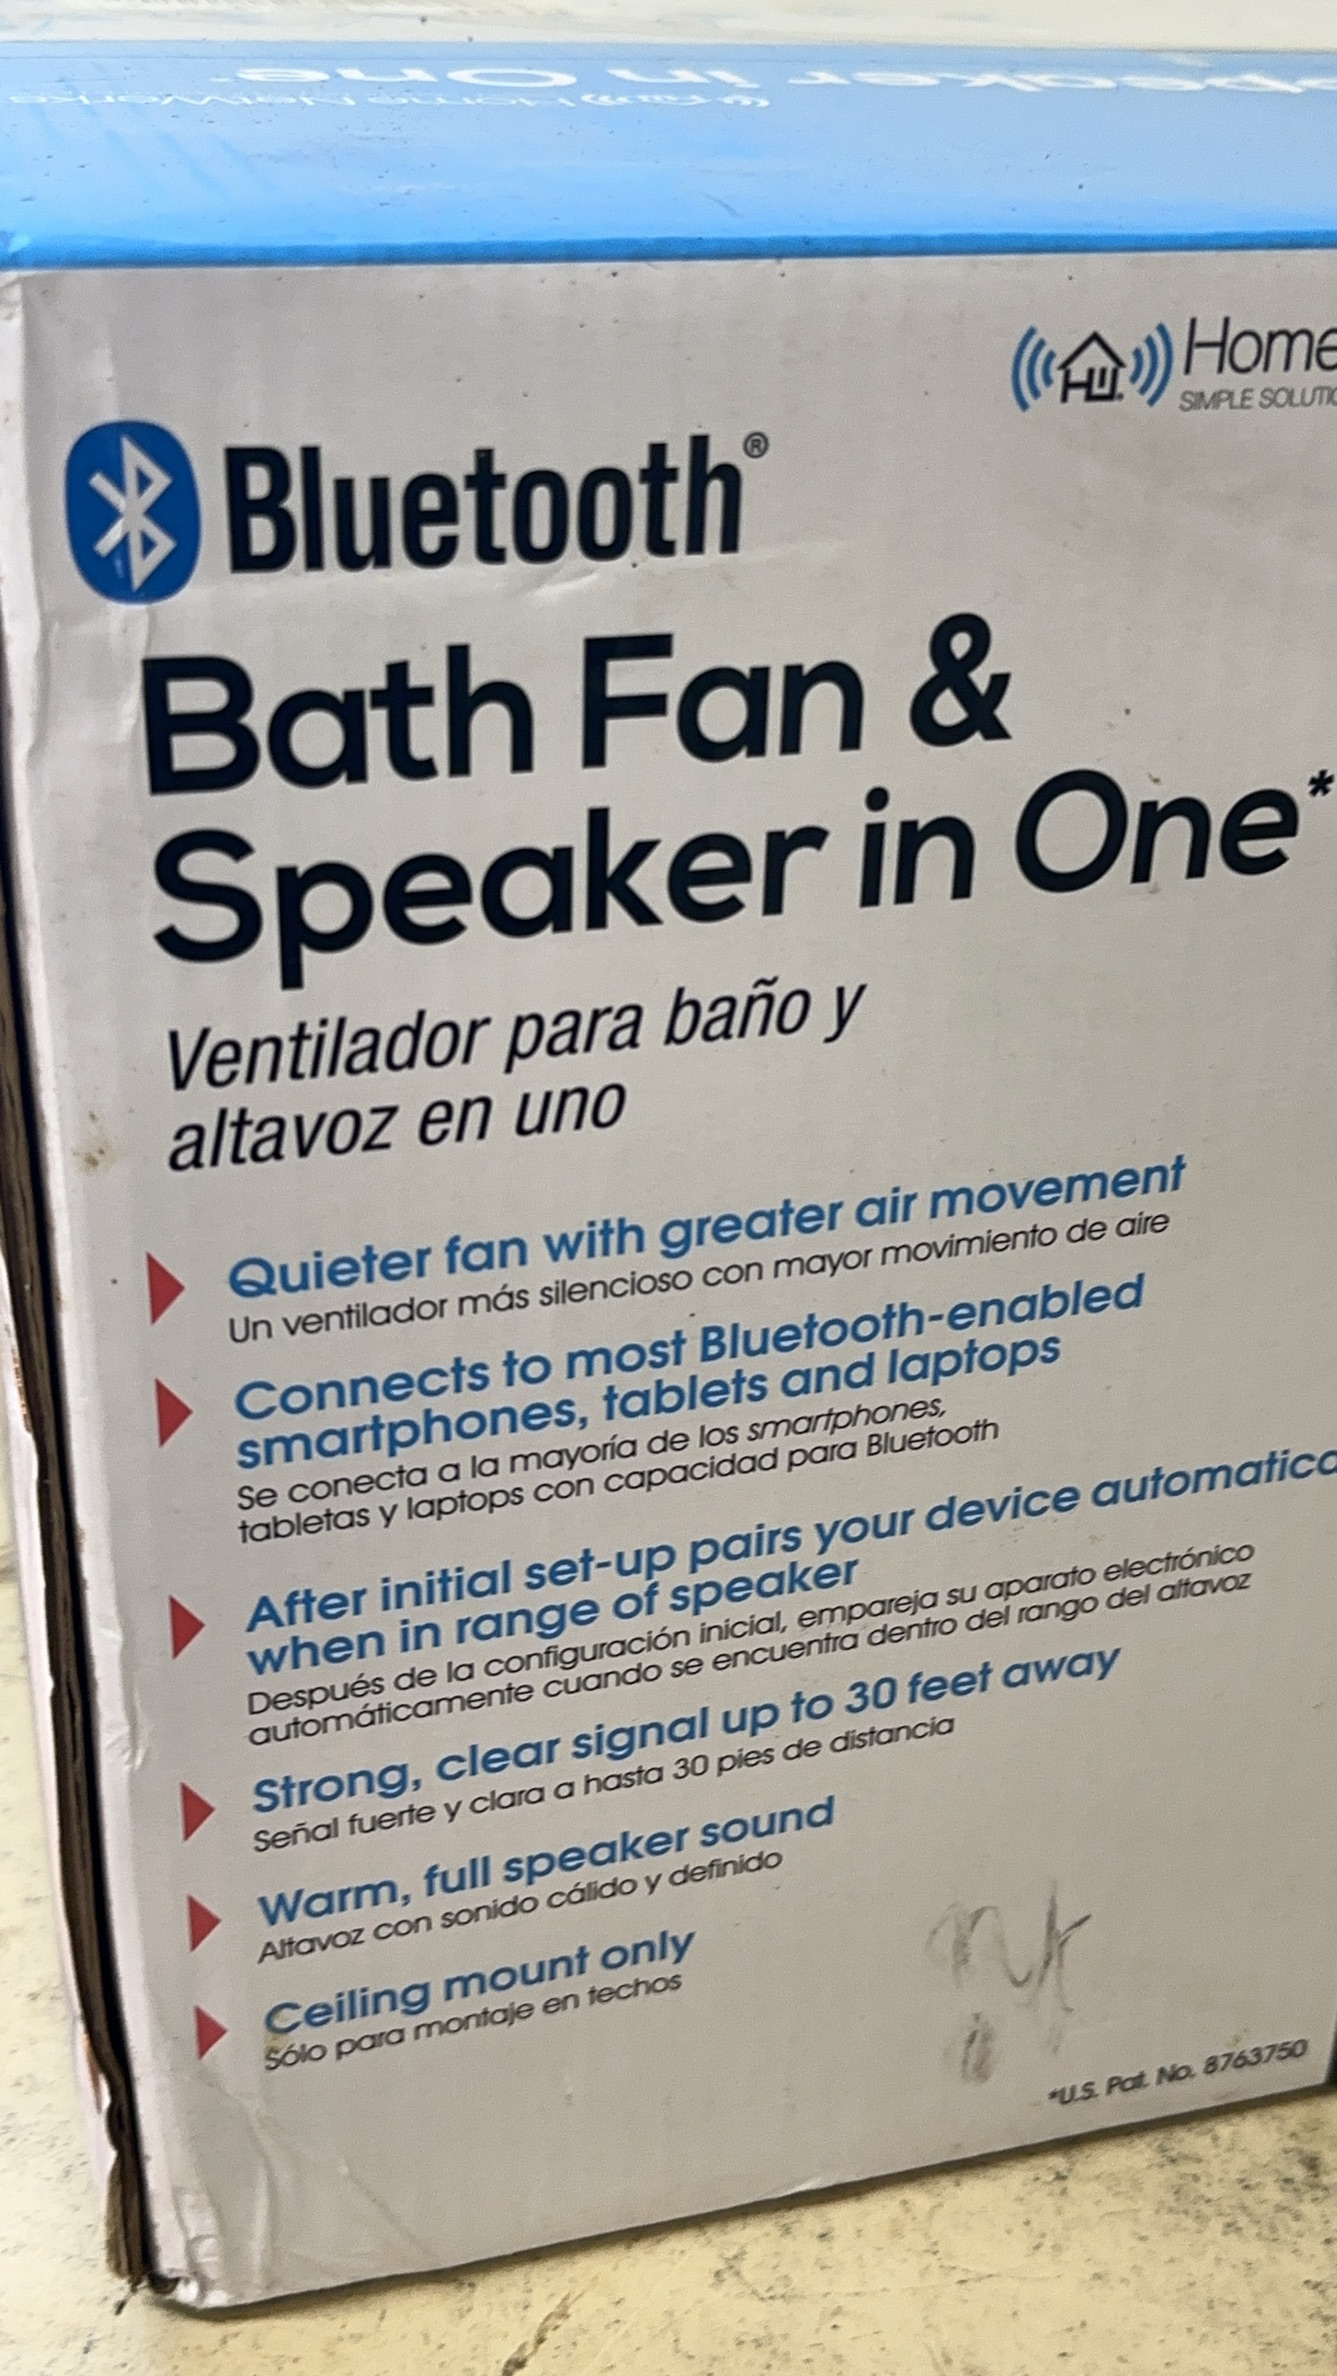 Speaker in One
Home NetWerks
HW
Home
SIMPLE SOLUTIO
Bluetooth®
Bath Fan &
Speaker in One*
Ventilador para baño y
altavoz en uno
Quieter fan with greater air movement
Un ventilador más silencioso con mayor movimiento de aire
Connects to most Bluetooth-enabled
smartphones, tablets and laptops
Se conecta a la mayoría de los smartphones,
tabletas y laptops con capacidad para Bluetooth
After initial set-up pairs your device automatica
when in range of speaker
Después de la configuración inicial, empareja su aparato electrónico
automáticamente cuando se encuentra dentro del rango del altavoz
Strong, clear signal up to 30 feet away
Señal fuerte y clara a hasta 30 pies de distancia
Warm, full speaker sound
Altavoz con sonido cálido y definido
Ceiling mount only
Sólo para montaje en techos
*U.S. Pat. No. 8763750